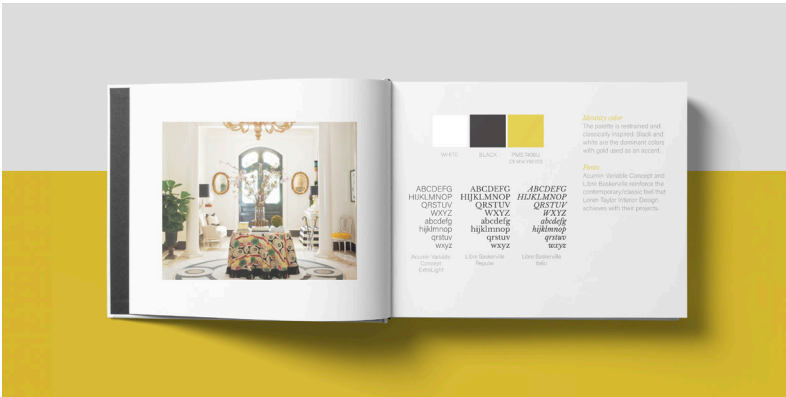 WHITE
BLACK
PMS
Identity color
The palette is restrained and
classically inspired. Black and
white are the dominant colors
with gold used as an accent.
Fonts
Acumin Variable Concept and
Libre Baskerville reinforce the
contemporary/classic feel that
Loren Taylor Interior Design
achieves with their projects.
ABCDEFG
HIJKLMNOP
QRSTUV
WXYZ
abcdefg
hijklmnop
qrstuv
wxyz
Acumin Variable
Concept
ExtraLight
ABCDEFG
HIJKLMNOP
QRSTUV
WXYZ
abcdefg
hijklmnop
qrstuv
wxyz
Libre Baskerville
Regular
ABCDEFG
HIJKLMNOP
QRSTUV
WXYZ
abcdefg
hijklmnop
qrstuv
wxyz
Libre Baskerville
Italic